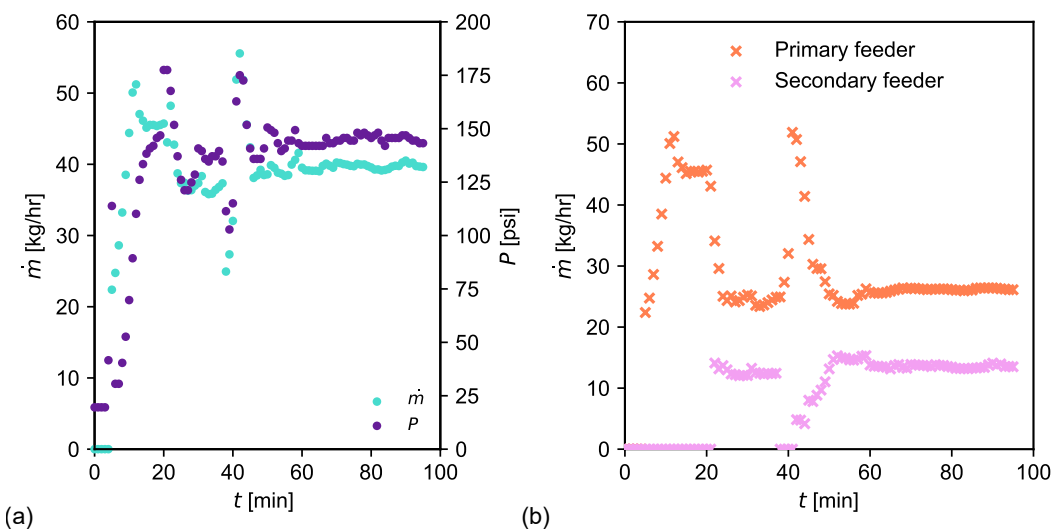 60
50
40
30
20
10
0
ṁ [kg/hr]
200
175
150
125
100
75
50
25
0
P [psi]
ṁ
P
0 20 40 60 80 100
t [min]
(a)
70
60
50
40
30
20
10
0
ṁ [kg/hr]
Primary feeder
Secondary feeder
0 20 40 60 80 100
t [min]
(b)